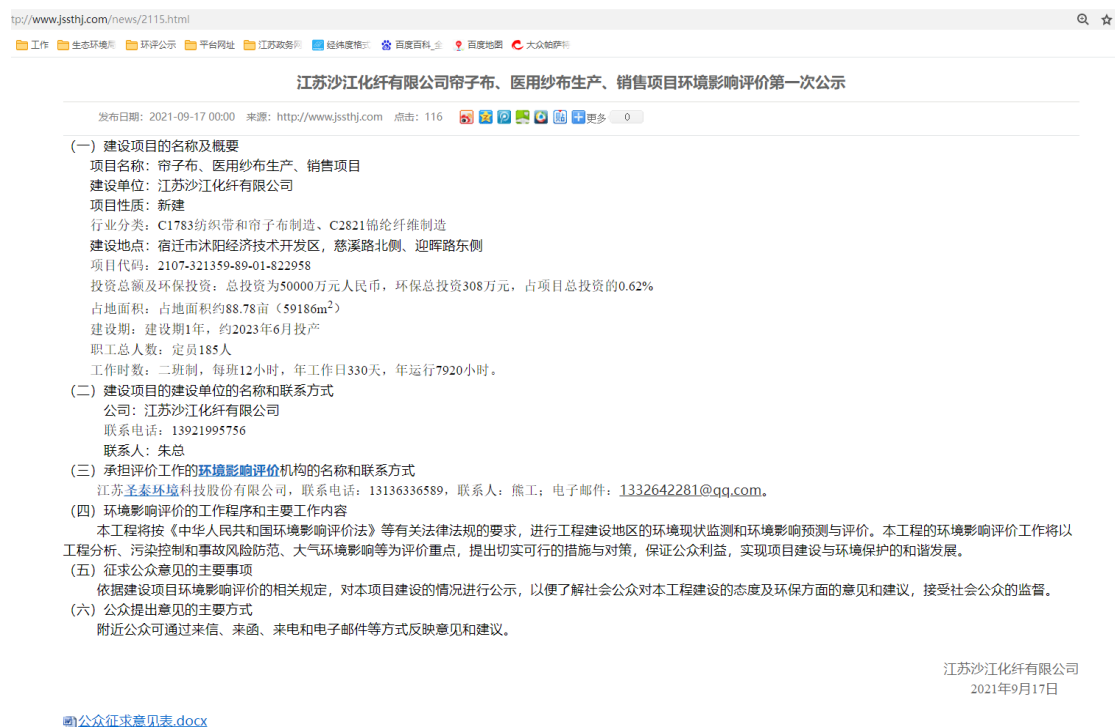 tp://www.jssthj.com/news/2115.html
工作 生态环境局 环评公示 平台网址 江苏政务网 经纬度格式 百度百科_全 百度地图 大众帕萨特
江苏沙江化纤有限公司帘子布、医用纱布生产、销售项目环境影响评价第一次公示
发布日期：2021-09-17 00:00 来源：http://www.jssthj.com 点击：116 更多 0
（一）建设项目的名称及概要
项目名称：帘子布、医用纱布生产、销售项目
建设单位：江苏沙江化纤有限公司
项目性质：新建
行业分类：C1783纺织带和帘子布制造、C2821锦纶纤维制造
建设地点：宿迁市沭阳经济技术开发区，慈溪路北侧、迎晖路东侧
项目代码：2107-321359-89-01-822958
投资总额及环保投资：总投资为50000万元人民币，环保总投资308万元，占项目总投资的0.62%
占地面积：占地面积约88.78亩（59186m²）
建设期：建设期1年，约2023年6月投产
职工总人数：定员185人
工作时数：二班制，每班12小时，年工作日330天，年运行7920小时。
（二）建设项目的建设单位的名称和联系方式
公司：江苏沙江化纤有限公司
联系电话：13921995756
联系人：朱总
（三）承担评价工作的环境影响评价机构的名称和联系方式
江苏圣泰环境科技股份有限公司，联系电话：13136336589，联系人：熊工；电子邮件：1332642281@qq.com。
（四）环境影响评价的工作程序和主要工作内容
本工程将按《中华人民共和国环境影响评价法》等有关法律法规的要求，进行工程建设地区的环境现状监测和环境影响预测与评价。本工程的环境影响评价工作将以
工程分析、污染控制和事故风险防范、大气环境影响等为评价重点，提出切实可行的措施与对策，保证公众利益，实现项目建设与环境保护的和谐发展。
（五）征求公众意见的主要事项
依据建设项目环境影响评价的相关规定，对本项目建设的情况进行公示，以便了解社会公众对本工程建设的态度及环保方面的意见和建议，接受社会公众的监督。
（六）公众提出意见的主要方式
附近公众可通过来信、来函、来电和电子邮件等方式反映意见和建议。
江苏沙江化纤有限公司
2021年9月17日
公众征求意见表.docx